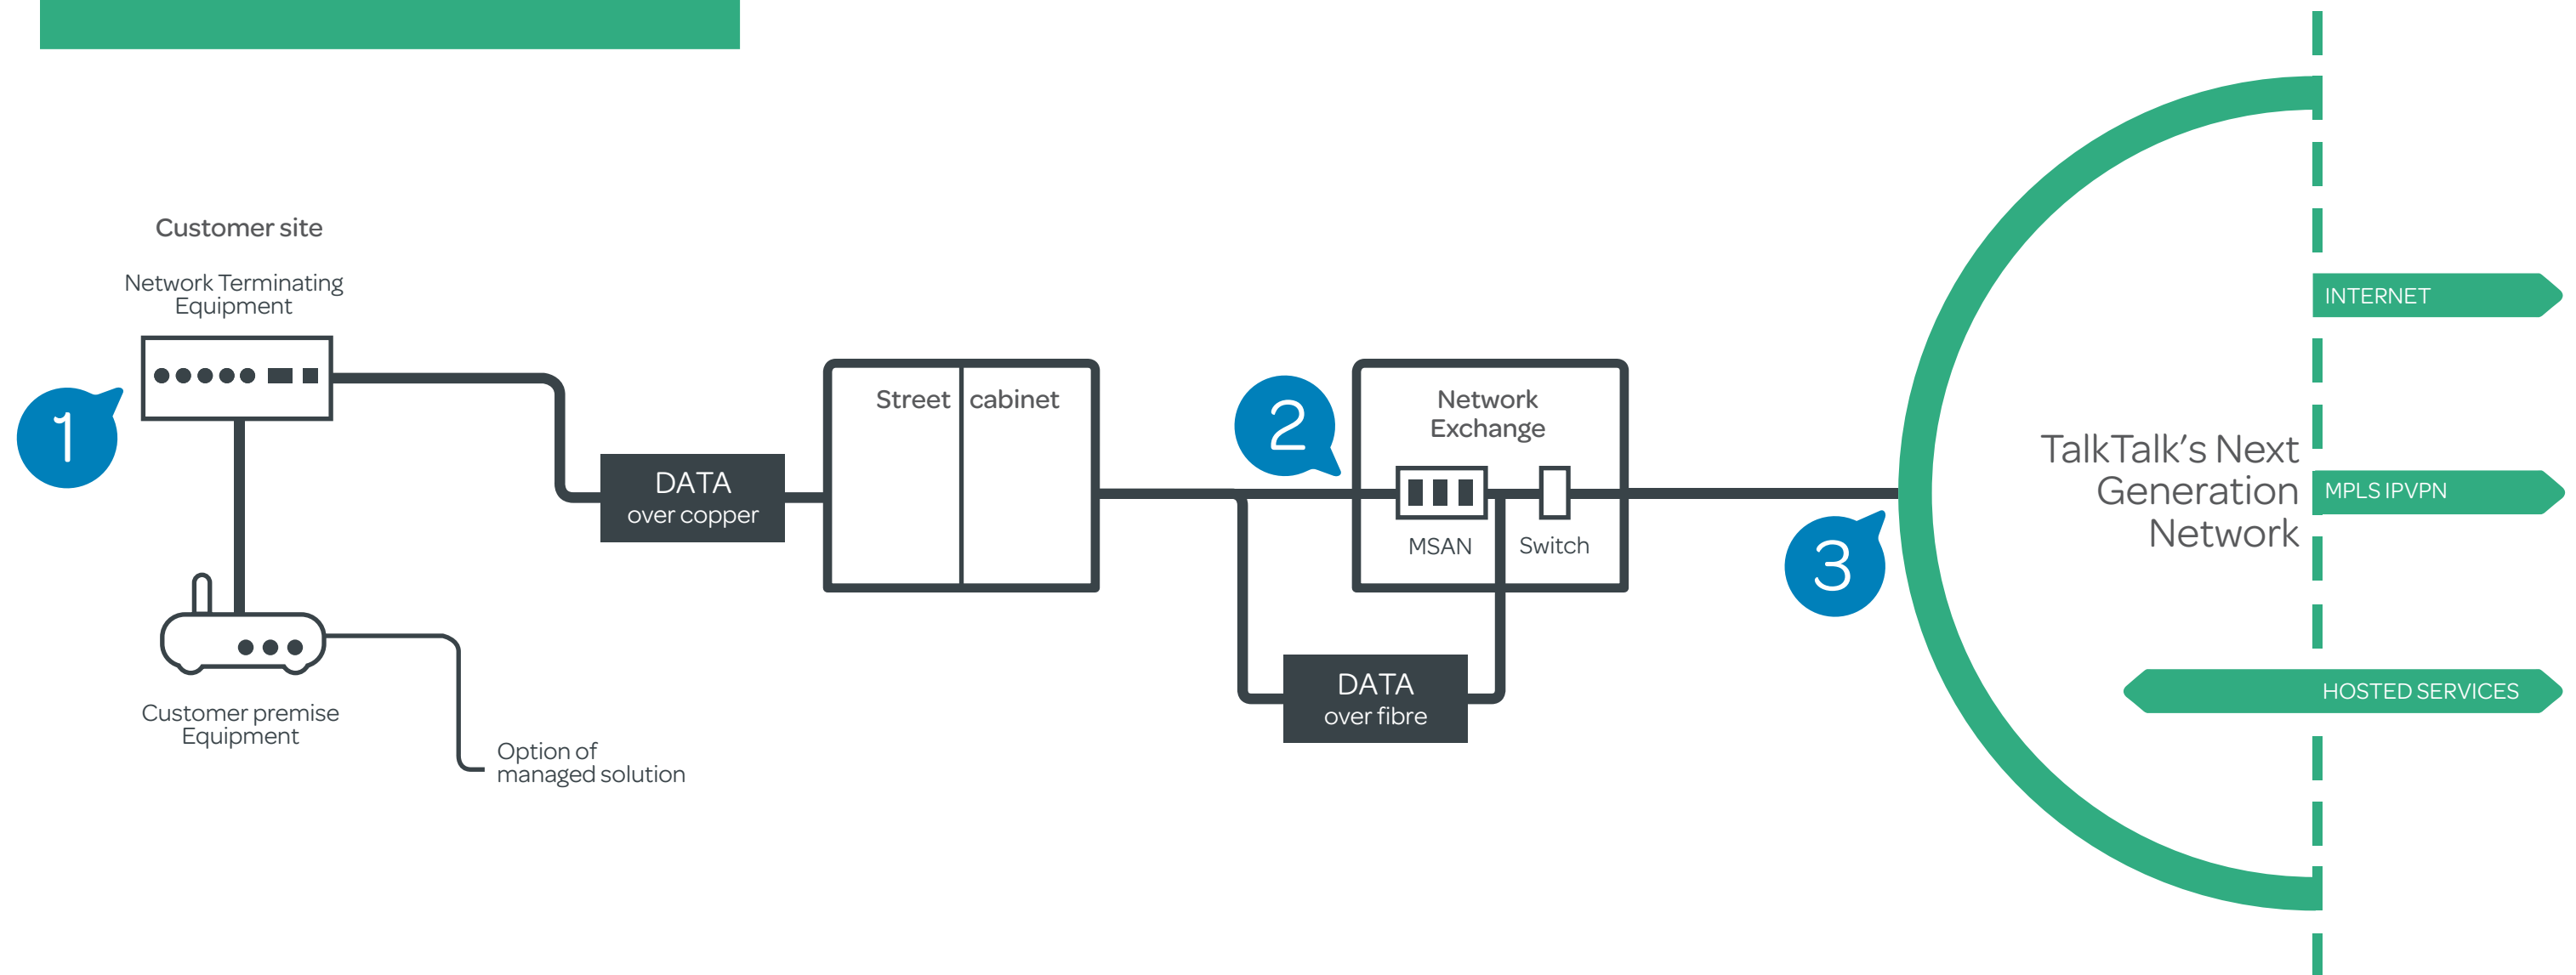 Customer site
Network Terminating
Equipment
1
Customer premise
Equipment
Option of
managed solution
DATA
over copper
Street cabinet
2
Network
Exchange
MSAN
Switch
DATA
over fibre
3
TalkTalk's Next
Generation
Network
INTERNET
MPLS IPVPN
HOSTED SERVICES